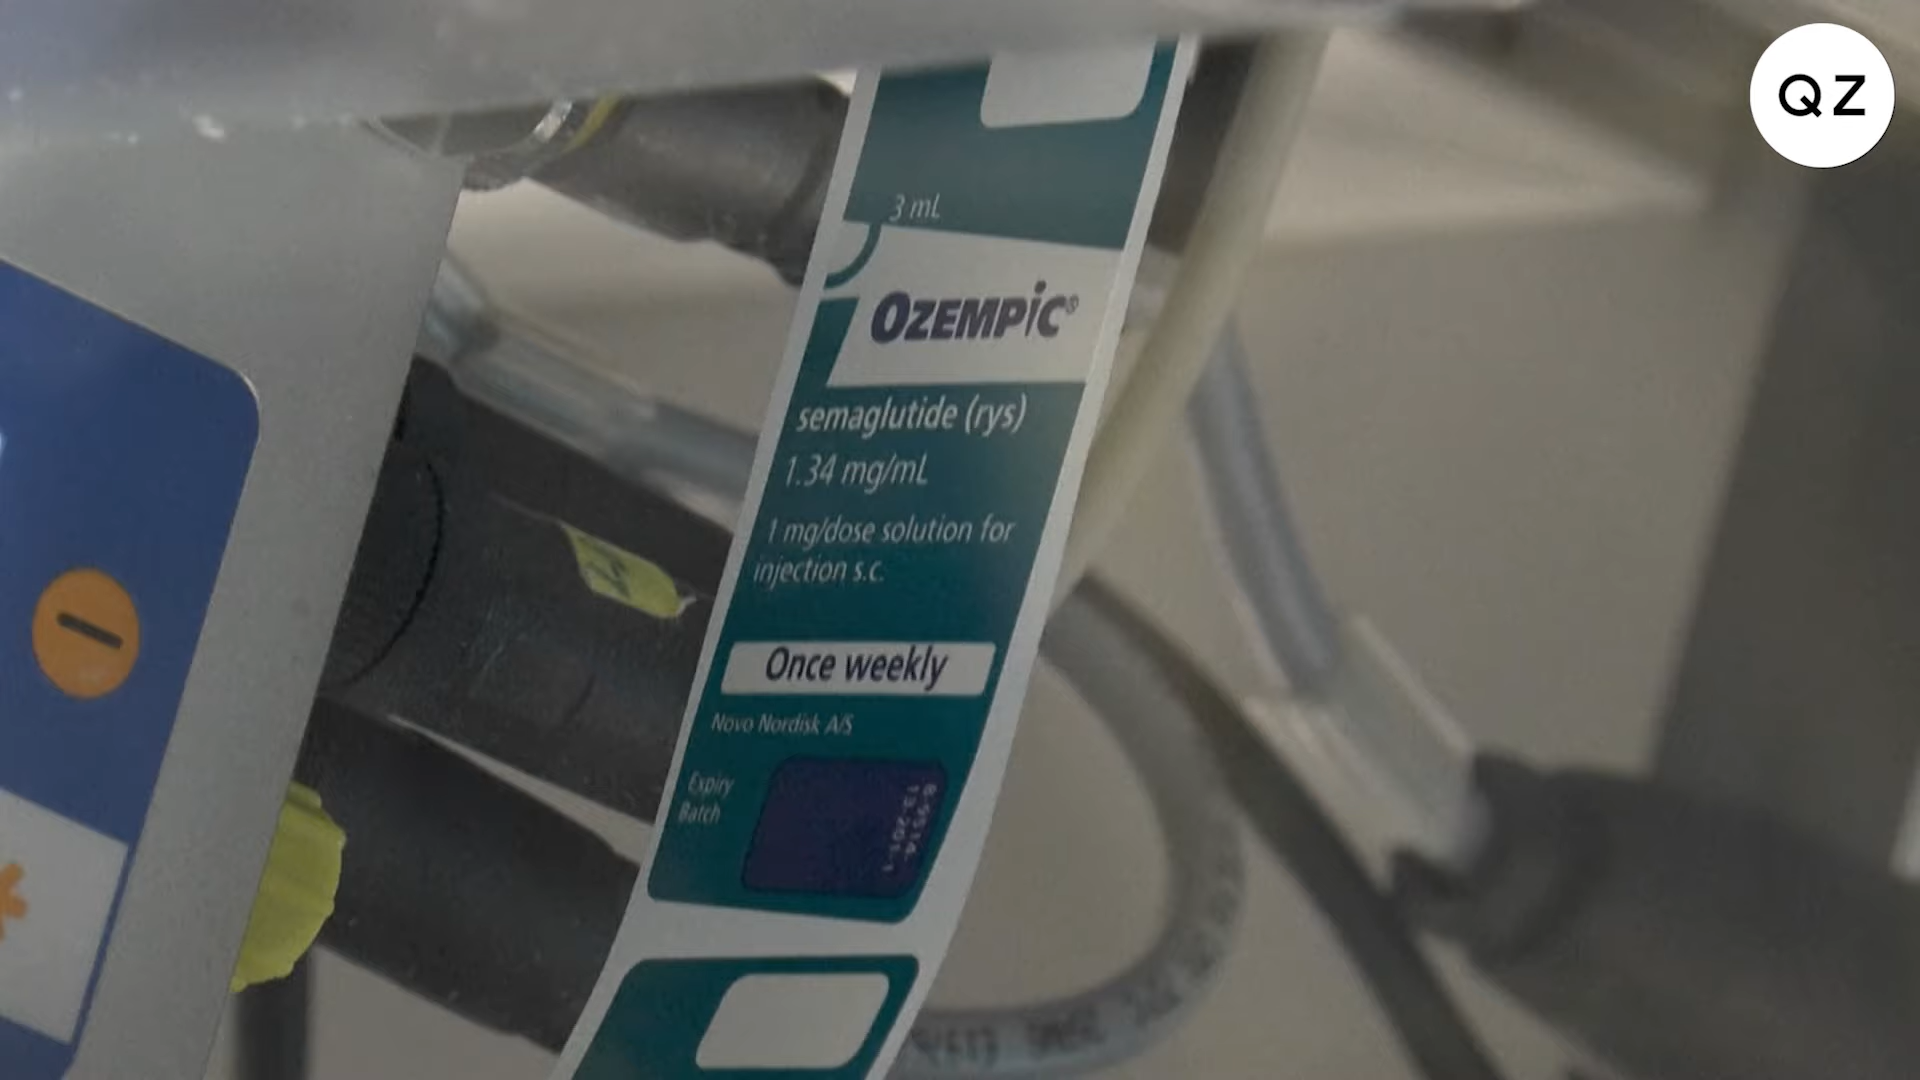 QZ
3 mL
OZEMPIC®
semaglutide (rys)
1.34 mg/mL
1 mg/dose solution for
injection s.c.
Once weekly
Novo Nordisk A/S
Expiry
Batch